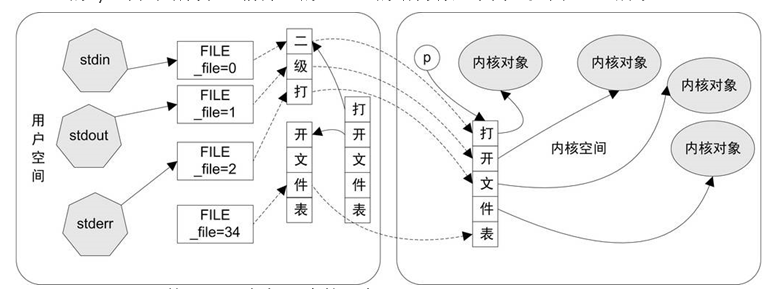 用户空间
stdin
stdout
stderr
FILE
_file=0
FILE
_file=1
FILE
_file=2
FILE
_file=34
二级打
开文件表
打开文件表
p
打开文件表
内核对象
内核对象
内核对象
内核对象
内核空间